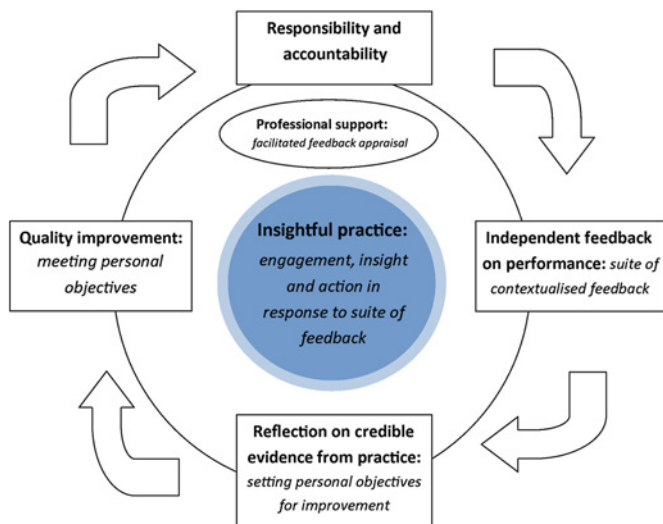 Responsibility and
accountability
Professional support:
facilitated feedback appraisal
Quality improvement:
meeting personal
objectives
Insightful practice:
engagement, insight
and action in
response to suite of
feedback
Independent feedback
on performance: suite
of contextualised
feedback
Reflection on credible
evidence from practice:
setting personal objectives
for improvement